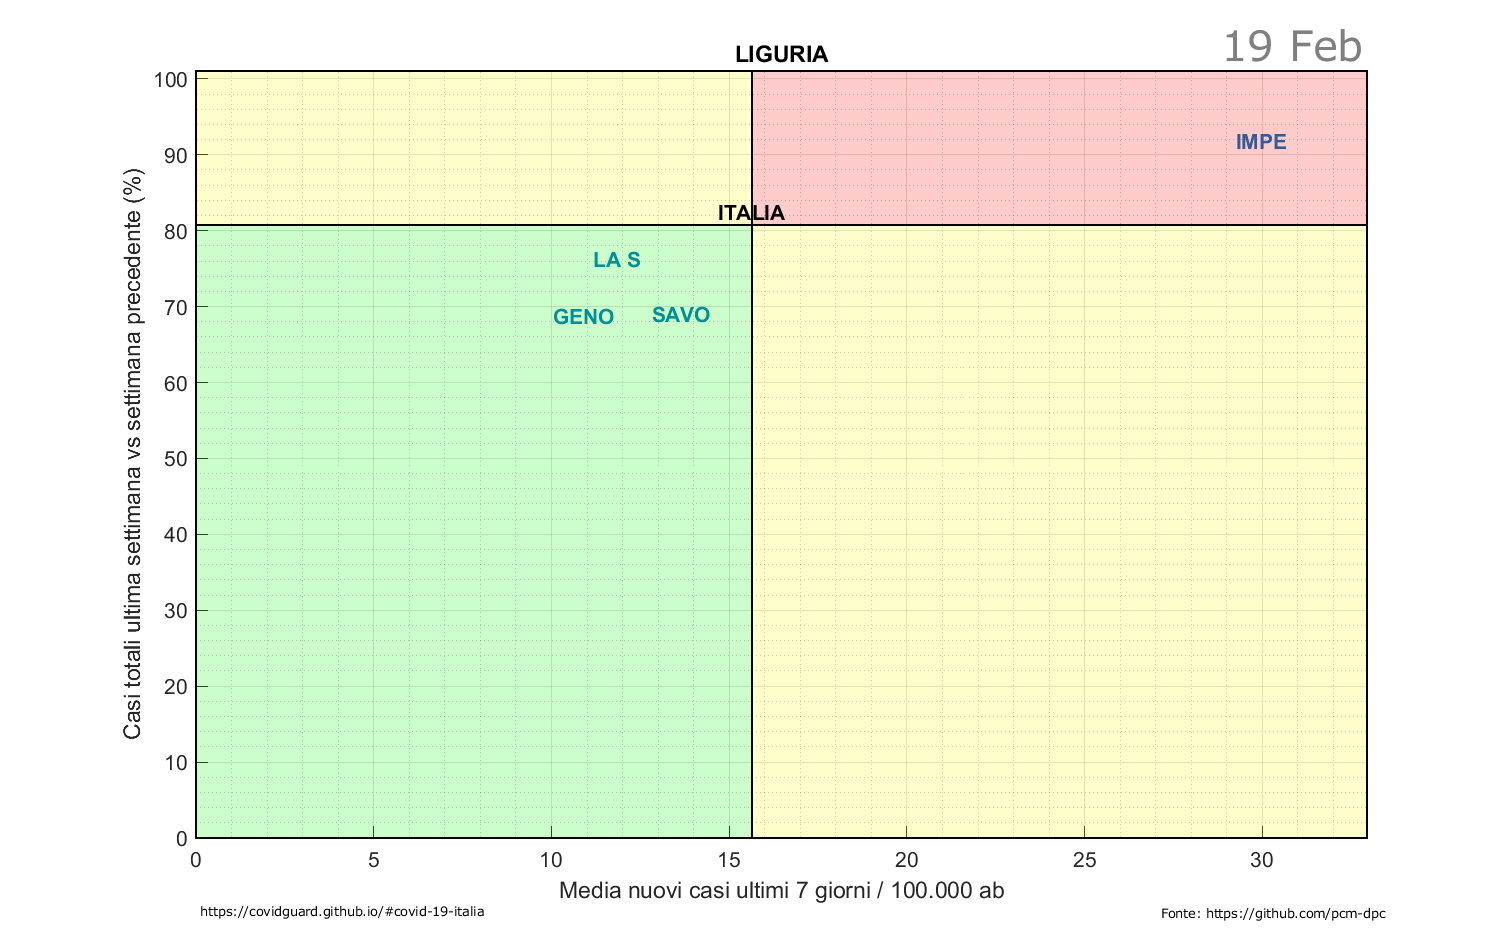 19 Feb
LIGURIA
100
90
80
70
60
50
40
30
20
10
0
Casi totali ultima settimana vs settimana precedente (%)
IMPE
ITALIA
LA S
GENO
SAVO
0 5 10 15 20 25 30
Media nuovi casi ultimi 7 giorni / 100.000 ab
https://covidguard.github.io/#covid-19-italia
Fonte: https://github.com/pcm-dpc